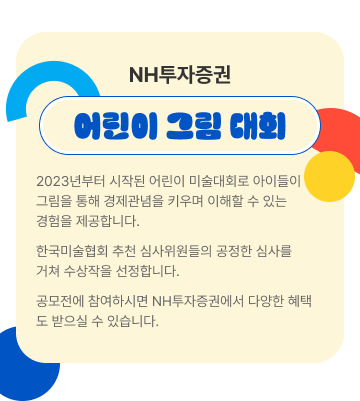 NH투자증권
어린이 그림 대회
2023년부터 시작된 어린이 미술대회로 아이들이
그림을 통해 경제관념을 키우며 이해할 수 있는
경험을 제공합니다.
한국미술협회 추천 심사위원들의 공정한 심사를
거쳐 수상작을 선정합니다.
공모전에 참여하시면 NH투자증권에서 다양한 혜택
도 받으실 수 있습니다.